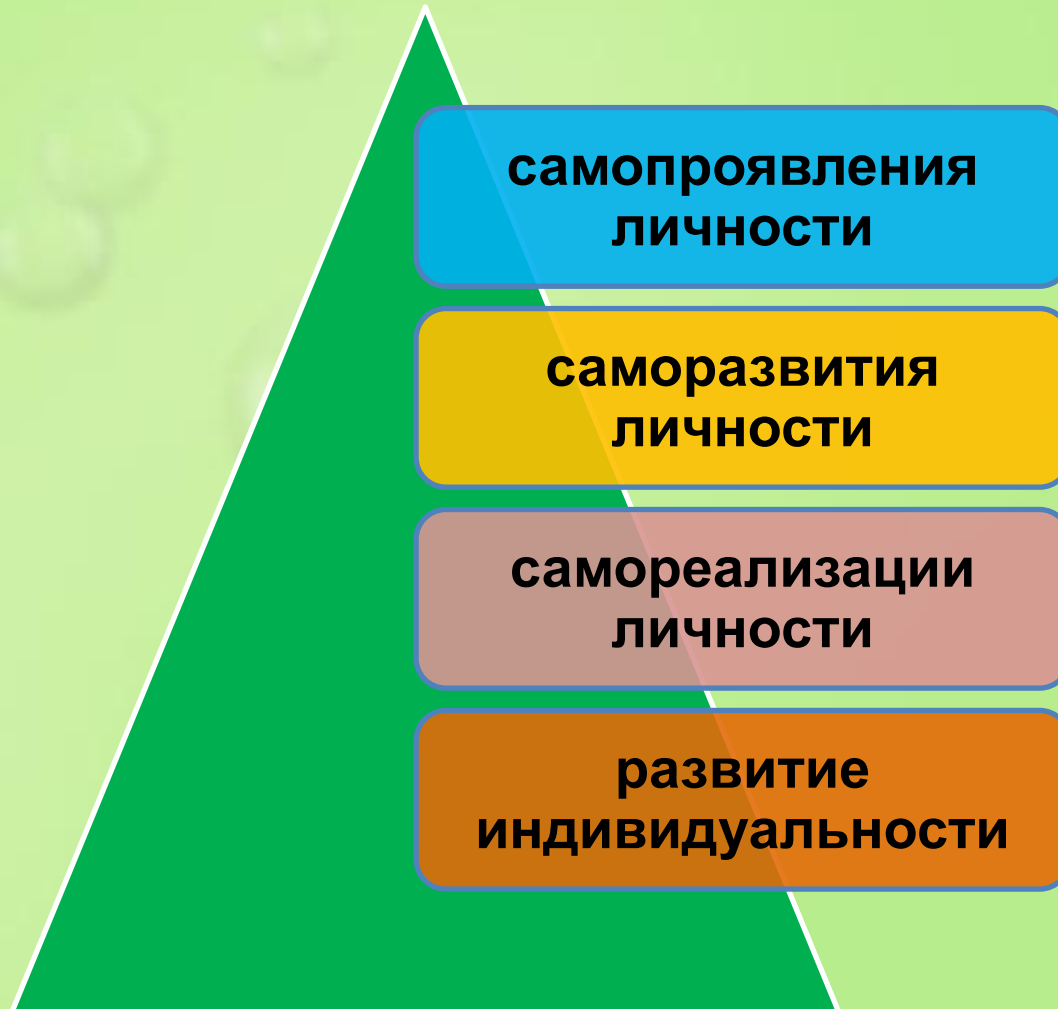 самопроявления
личности
саморазвития
личности
самореализации
личности
развитие
индивидуальности